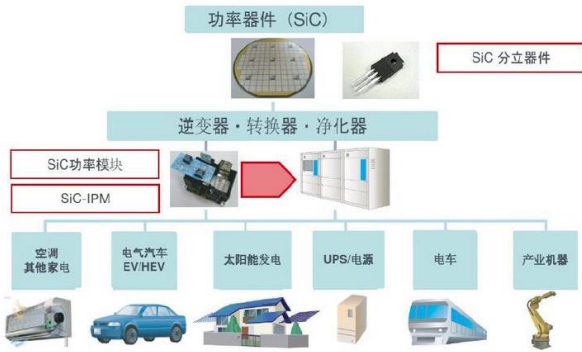 功率器件（SiC）
SiC 分立器件
逆变器·转换器·净化器
SiC功率模块
SiC-IPM
空调
其他家电
电气汽车
EV/HEV
太阳能发电
UPS/电源
电车
产业机器